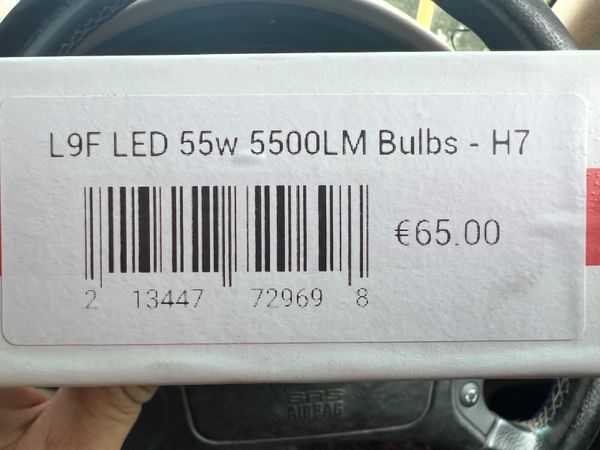 L9F LED 55w 5500LM Bulbs - H7
€65.00
2 13447 72969 8
SRS
AIRBAG